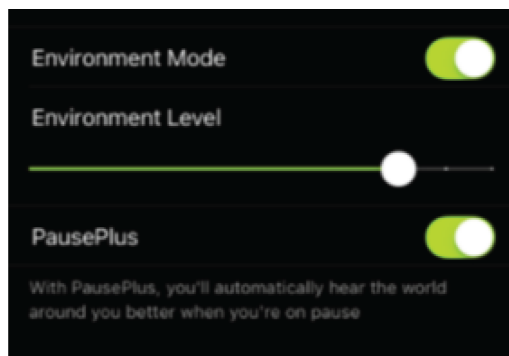 Environment Mode
Environment Level
PausePlus
With PausePlus, you'll automatically hear the world
around you better when you're on pause